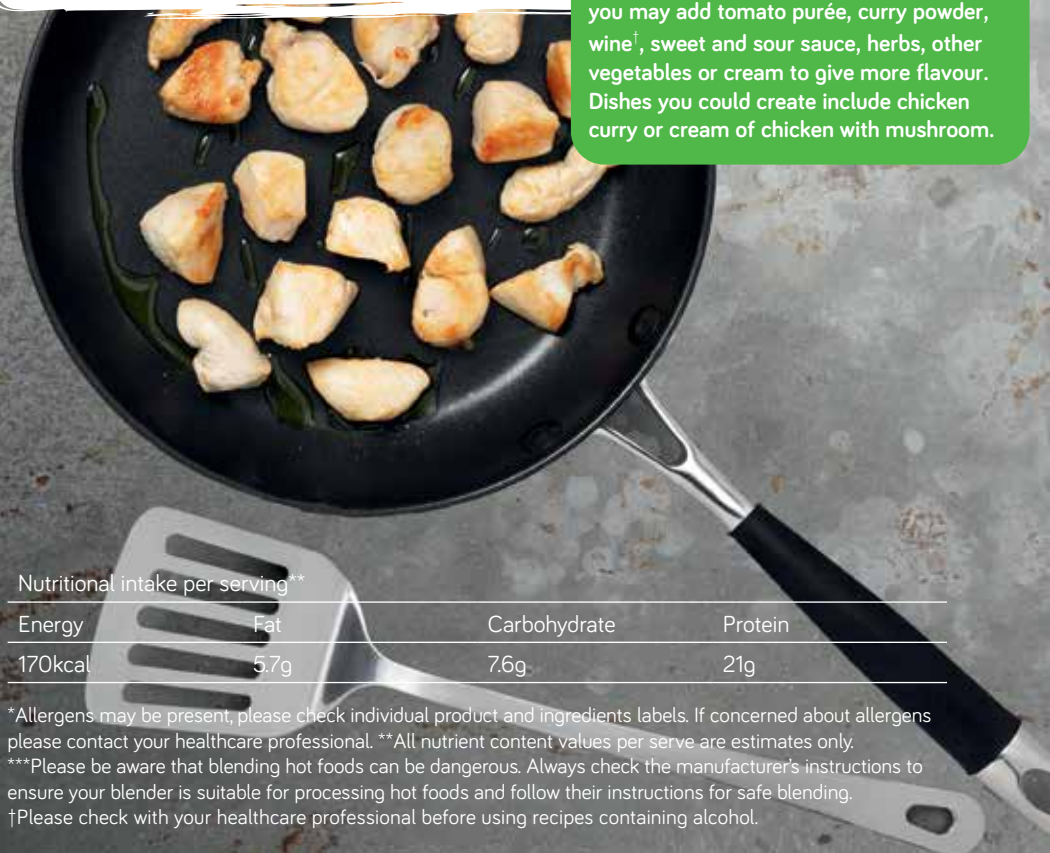 you may add tomato purée, curry powder,
wine†, sweet and sour sauce, herbs, other
vegetables or cream to give more flavour.
Dishes you could create include chicken
curry or cream of chicken with mushroom.
Nutritional intake per serving**
Energy Fat Carbohydrate Protein
170kcal 5.7g 7.6g 21g
*Allergens may be present, please check individual product and ingredients labels. If concerned about allergens
please contact your healthcare professional. **All nutrient content values per serve are estimates only.
***Please be aware that blending hot foods can be dangerous. Always check the manufacturer's instructions to
ensure your blender is suitable for processing hot foods and follow their instructions for safe blending.
†Please check with your healthcare professional before using recipes containing alcohol.